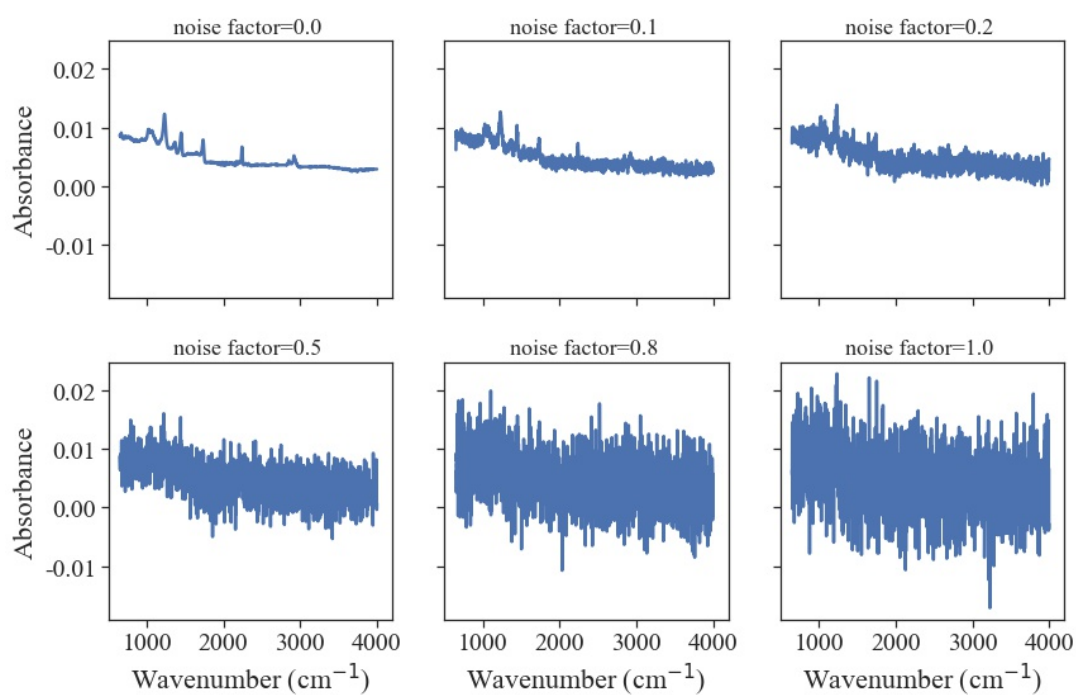 noise factor=0.0 noise factor=0.1 noise factor=0.2
0.02
0.01
0.00
-0.01
Absorbance
noise factor=0.5 noise factor=0.8 noise factor=1.0
0.02
0.01
0.00
-0.01
Absorbance
1000 2000 3000 4000 1000 2000 3000 4000 1000 2000 3000 4000
Wavenumber (cm⁻¹) Wavenumber (cm⁻¹) Wavenumber (cm⁻¹)